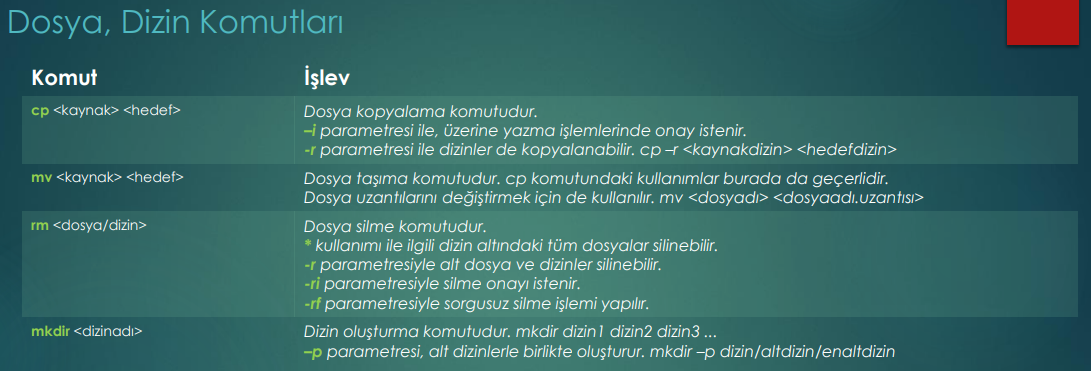 Dosya, Dizin Komutları
Komut İşlev
cp <kaynak> <hedef> Dosya kopyalama komutudur.
–i parametresi ile, üzerine yazma işlemlerinde onay istenir.
-r parametresi ile dizinler de kopyalanabilir. cp –r <kaynakdizin> <hedefdizin>
mv <kaynak> <hedef> Dosya taşıma komutudur. cp komutundaki kullanımlar burada da geçerlidir.
Dosya uzantılarını değiştirmek için de kullanılır. mv <dosyadı> <dosyaadı.uzantısı>
rm <dosya/dizin> Dosya silme komutudur.
* kullanımı ile ilgili dizin altındaki tüm dosyalar silinebilir.
-r parametresiyle alt dosya ve dizinler silinebilir.
-ri parametresiyle silme onayı istenir.
-rf parametresiyle sorgusuz silme işlemi yapılır.
mkdir <dizinadı> Dizin oluşturma komutudur. mkdir dizin1 dizin2 dizin3 ...
–p parametresi, alt dizinlerle birlikte oluşturur. mkdir –p dizin/altdizin/enaltdizin